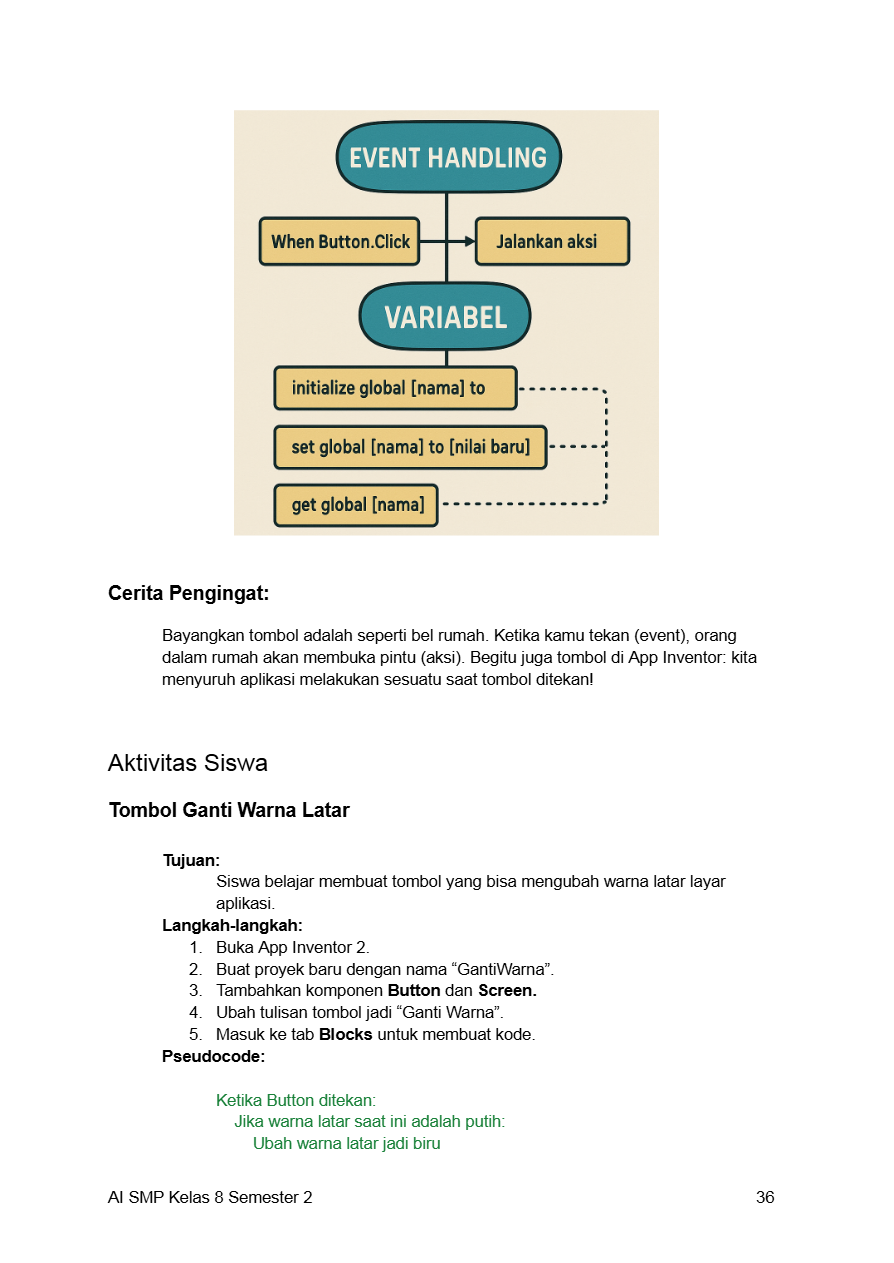 EVENT HANDLING
When Button.Click
Jalankan aksi
VARIABEL
initialize global [nama] to
set global [nama] to [nilai baru]
get global [nama]
Cerita Pengingat:
Bayangkan tombol adalah seperti bel rumah. Ketika kamu tekan (event), orang
dalam rumah akan membuka pintu (aksi). Begitu juga tombol di App Inventor: kita
menyuruh aplikasi melakukan sesuatu saat tombol ditekan!
Aktivitas Siswa
Tombol Ganti Warna Latar
Tujuan:
Siswa belajar membuat tombol yang bisa mengubah warna latar layar
aplikasi.
Langkah-langkah:
1. Buka App Inventor 2.
2. Buat proyek baru dengan nama “GantiWarna”.
3. Tambahkan komponen Button dan Screen.
4. Ubah tulisan tombol jadi “Ganti Warna”.
5. Masuk ke tab Blocks untuk membuat kode.
Pseudocode:
Ketika Button ditekan:
Jika warna latar saat ini adalah putih:
Ubah warna latar jadi biru
AI SMP Kelas 8 Semester 2
36